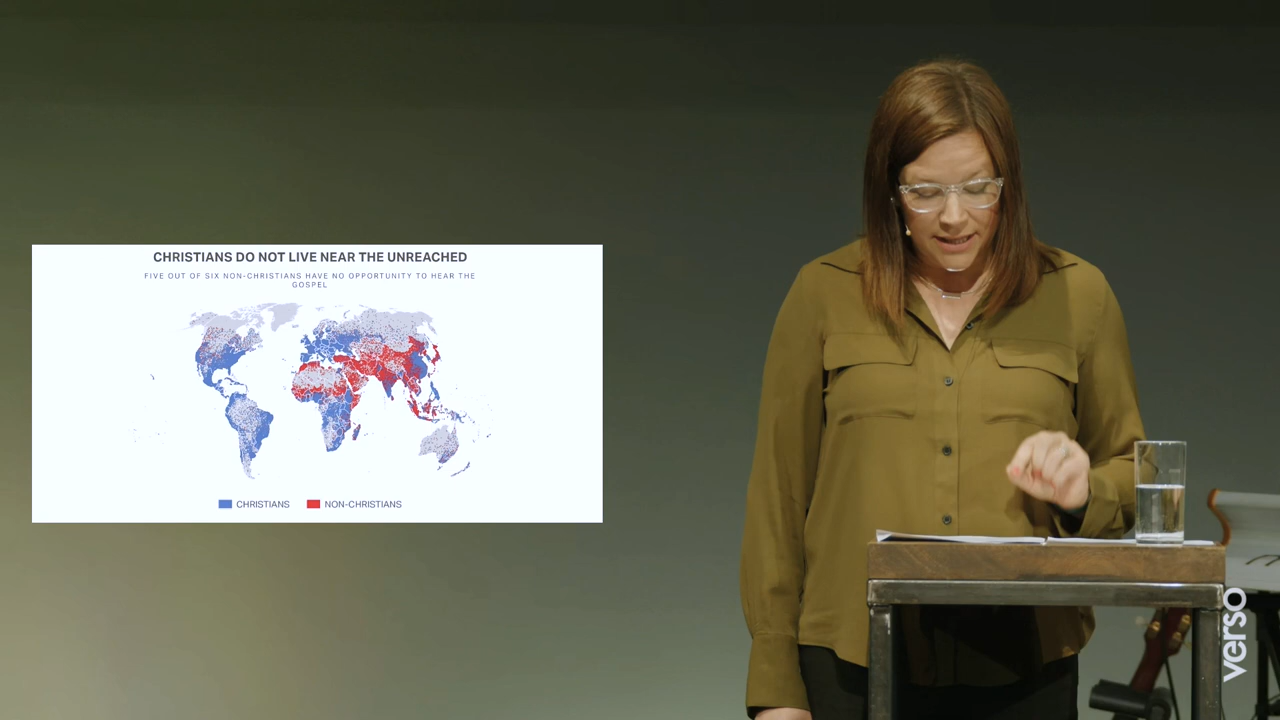 CHRISTIANS DO NOT LIVE NEAR THE UNREACHED
FIVE OUT OF SIX NON-CHRISTIANS HAVE NO OPPORTUNITY TO HEAR THE
GOSPEL
CHRISTIANS
NON-CHRISTIANS
verso